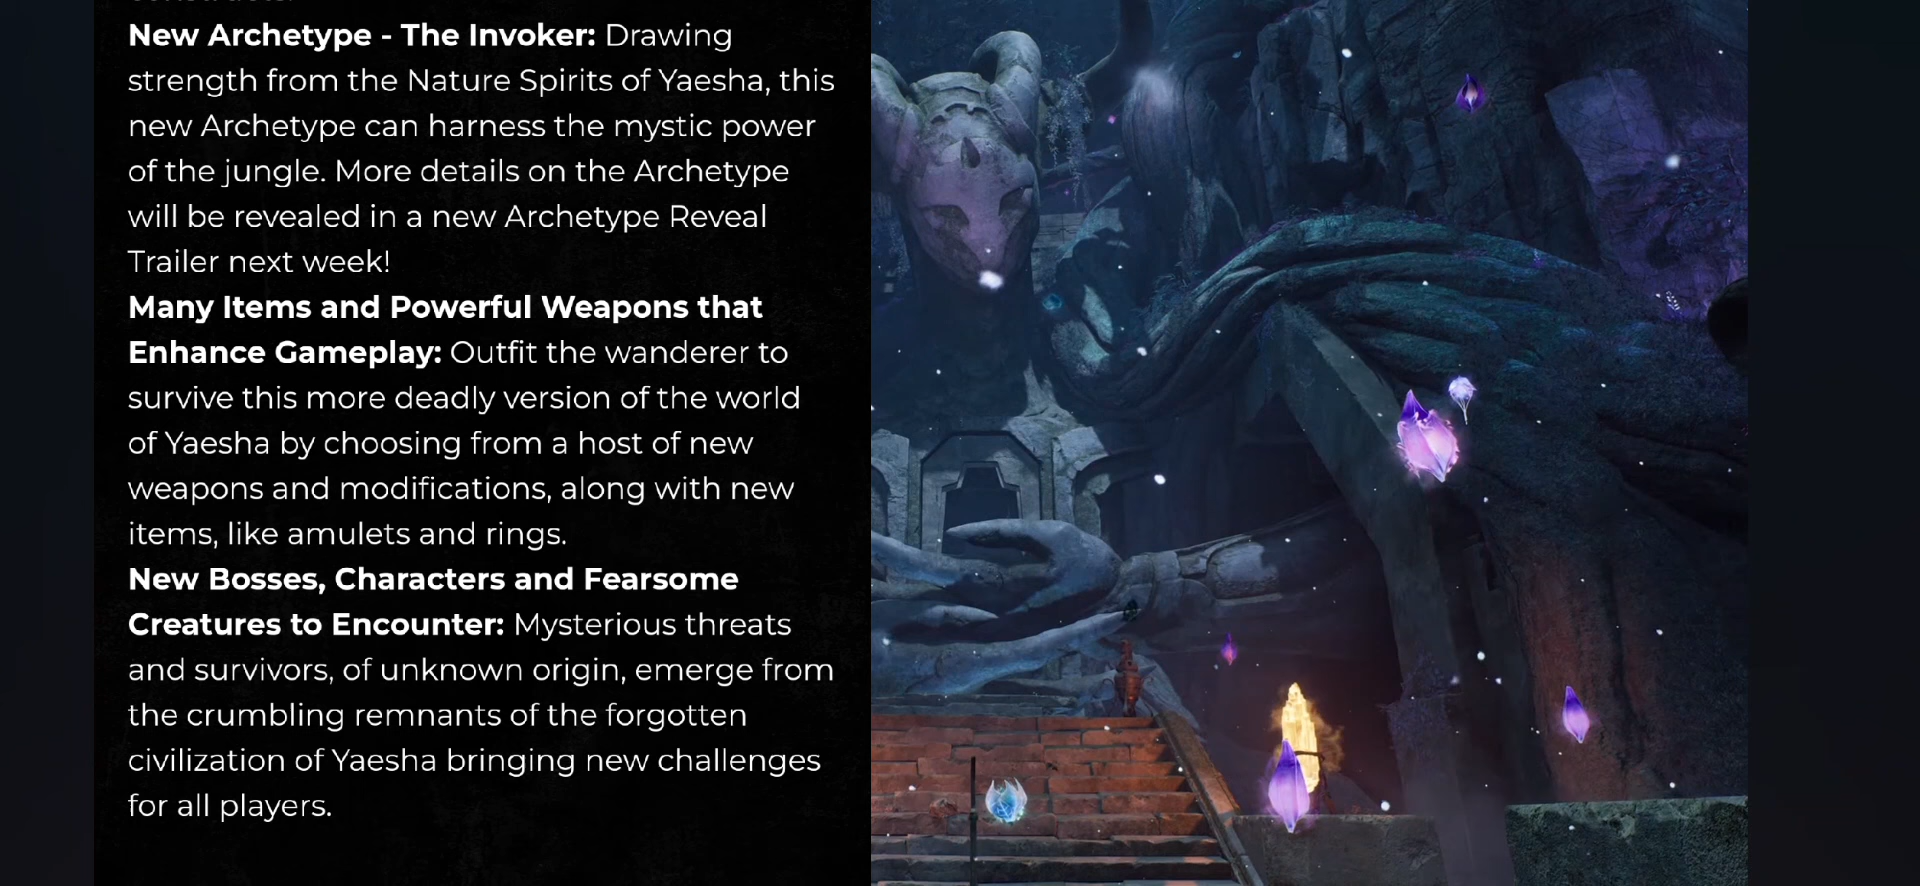 New Archetype - The Invoker: Drawing
strength from the Nature Spirits of Yaesha, this
new Archetype can harness the mystic power
of the jungle. More details on the Archetype
will be revealed in a new Archetype Reveal
Trailer next week!
Many Items and Powerful Weapons that
Enhance Gameplay: Outfit the wanderer to
survive this more deadly version of the world
of Yaesha by choosing from a host of new
weapons and modifications, along with new
items, like amulets and rings.
New Bosses, Characters and Fearsome
Creatures to Encounter: Mysterious threats
and survivors, of unknown origin, emerge from
the crumbling remnants of the forgotten
civilization of Yaesha bringing new challenges
for all players.